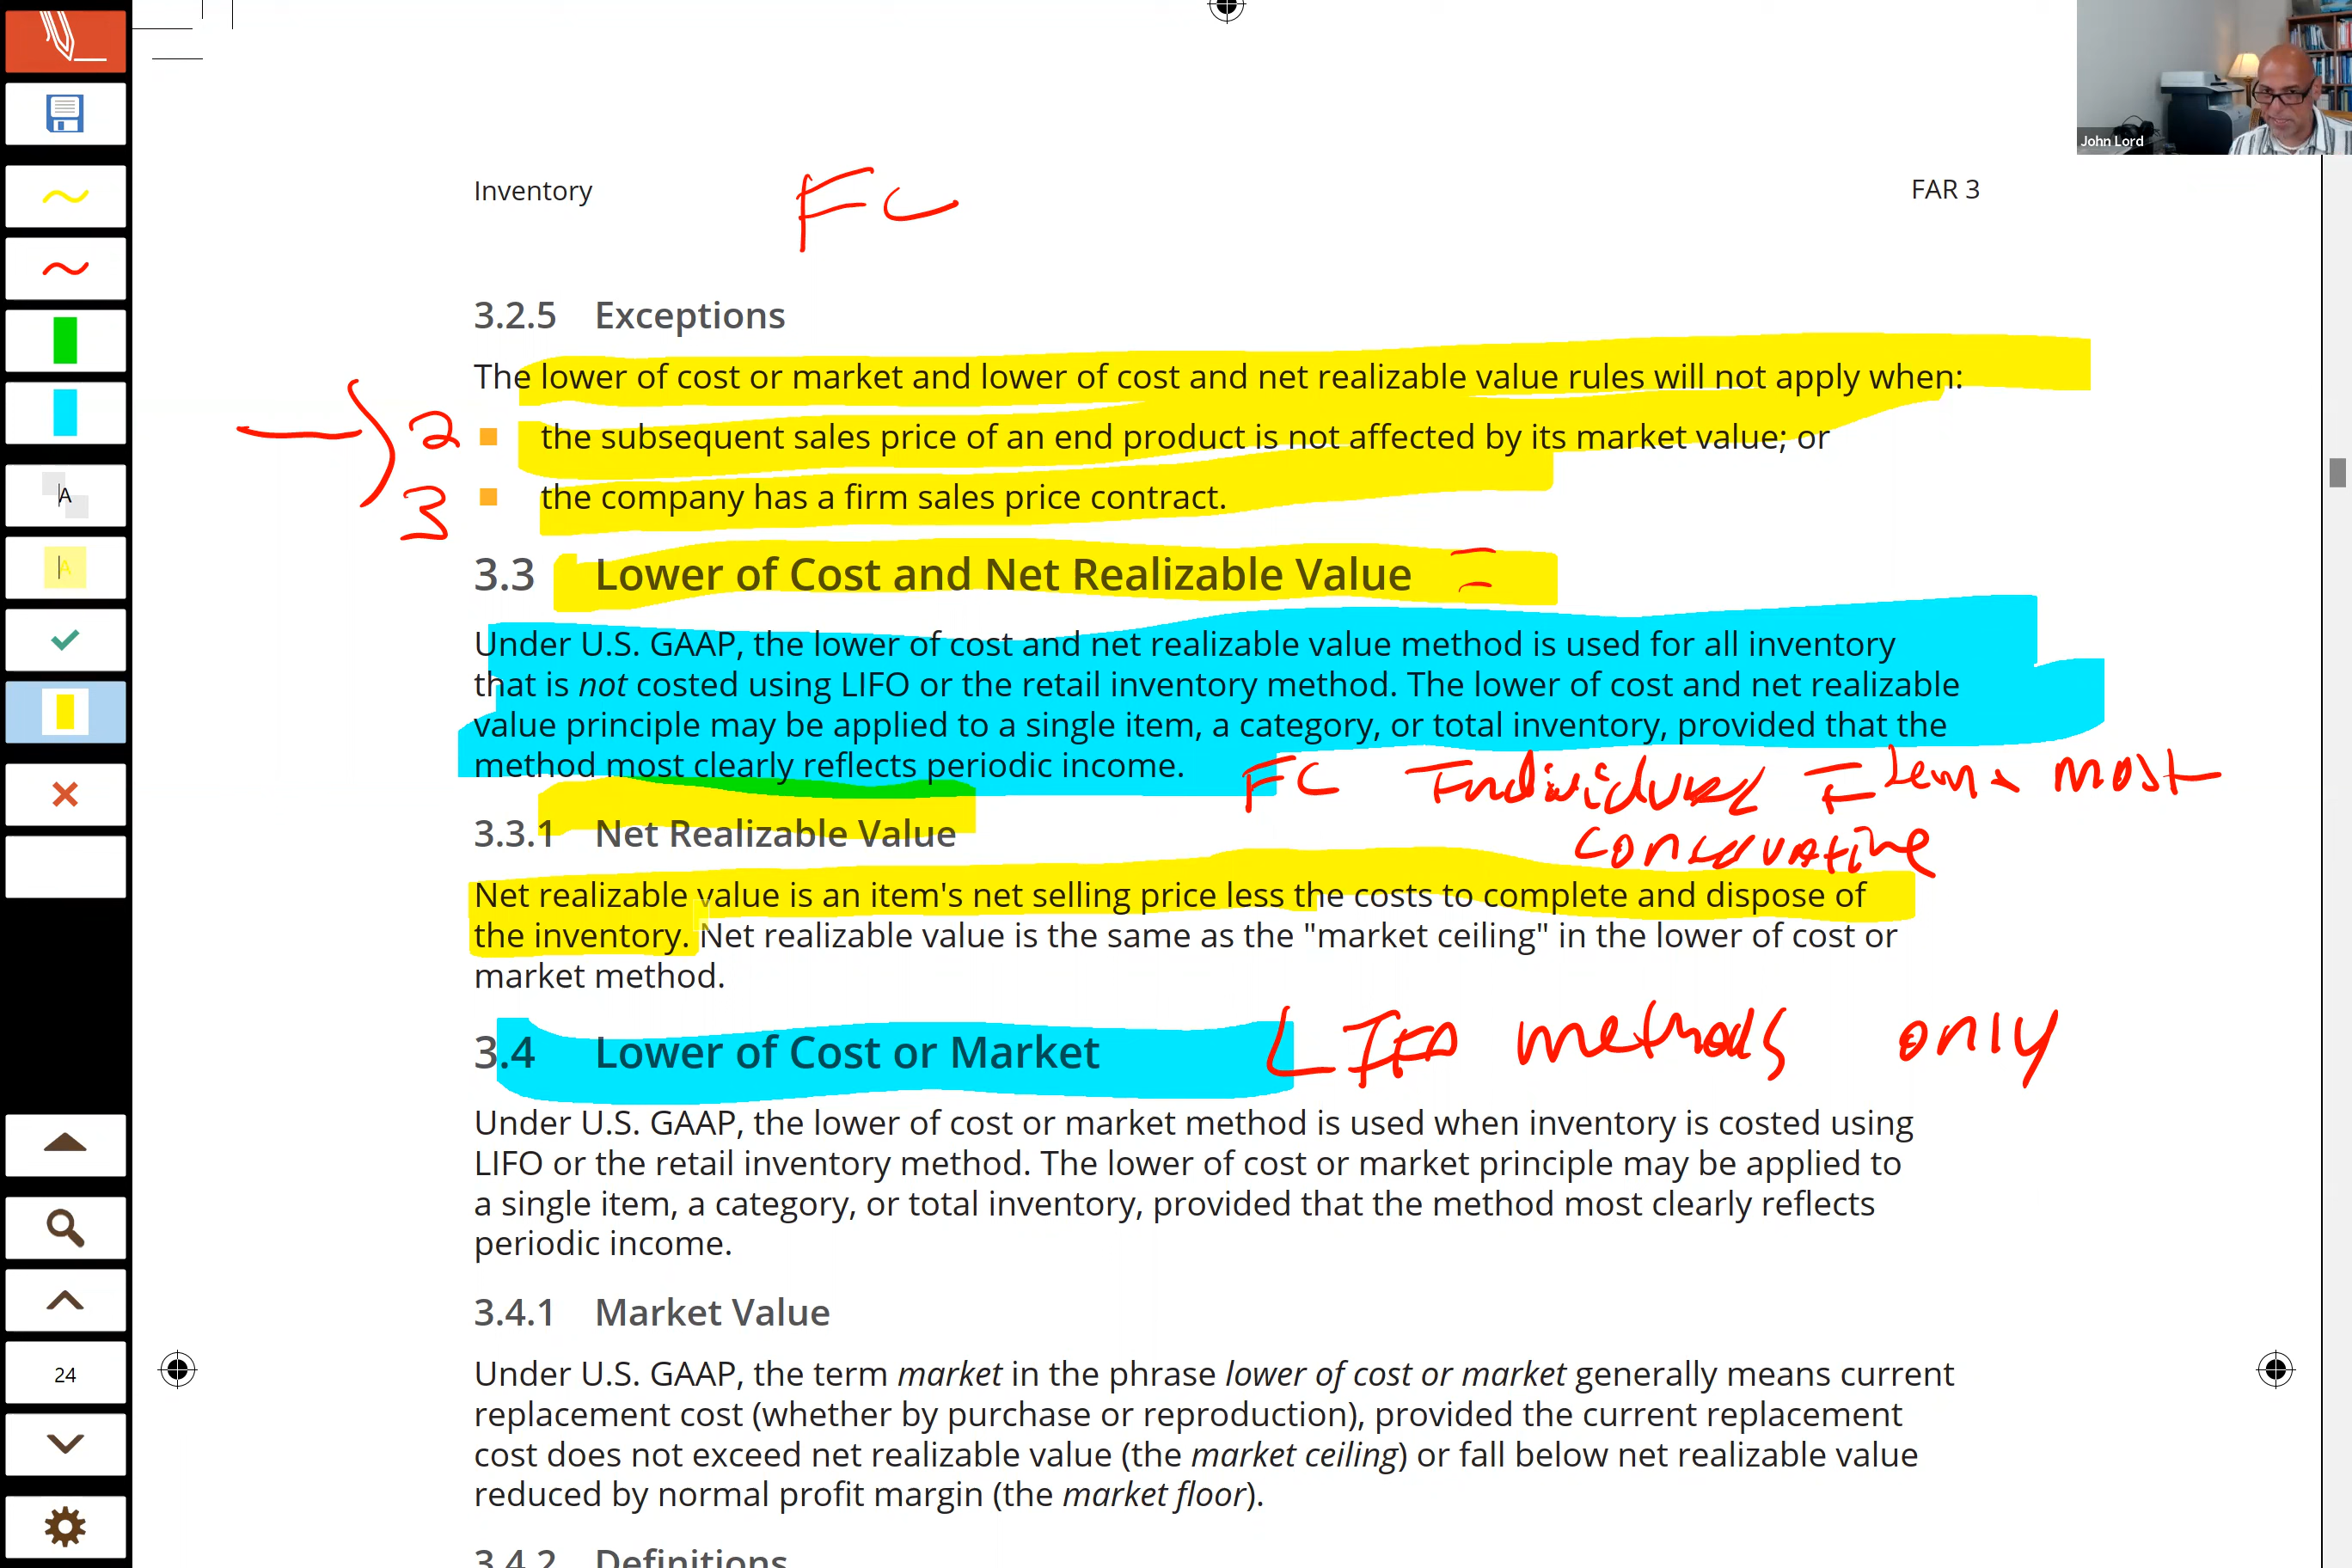 John Lord
Inventory
FC
FAR 3
3.2.5 Exceptions
The lower of cost or market and lower of cost and net realizable value rules will not apply when:
2 ■ the subsequent sales price of an end product is not affected by its market value; or
3 ■ the company has a firm sales price contract.
3.3 Lower of Cost and Net Realizable Value =
Under U.S. GAAP, the lower of cost and net realizable value method is used for all inventory
that is not costed using LIFO or the retail inventory method. The lower of cost and net realizable
value principle may be applied to a single item, a category, or total inventory, provided that the
method most clearly reflects periodic income.
FC Individual Items most
conservative
3.3.1 Net Realizable Value
Net realizable value is an item's net selling price less the costs to complete and dispose of
the inventory. Net realizable value is the same as the "market ceiling" in the lower of cost or
market method.
3.4 Lower of Cost or Market LIFO methods only
Under U.S. GAAP, the lower of cost or market method is used when inventory is costed using
LIFO or the retail inventory method. The lower of cost or market principle may be applied to
a single item, a category, or total inventory, provided that the method most clearly reflects
periodic income.
3.4.1 Market Value
Under U.S. GAAP, the term market in the phrase lower of cost or market generally means current
replacement cost (whether by purchase or reproduction), provided the current replacement
cost does not exceed net realizable value (the market ceiling) or fall below net realizable value
reduced by normal profit margin (the market floor).
3.4.2 Definitions
A
A
24